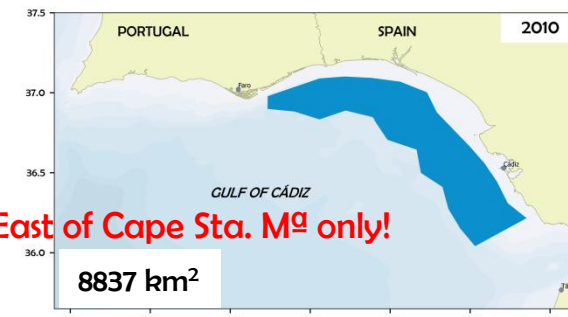 37.5
PORTUGAL
SPAIN
2010
37.0
Faro
36.5
Cádiz
GULF OF CÁDIZ
East of Cape Sta. Mª only!
36.0
8837 km²